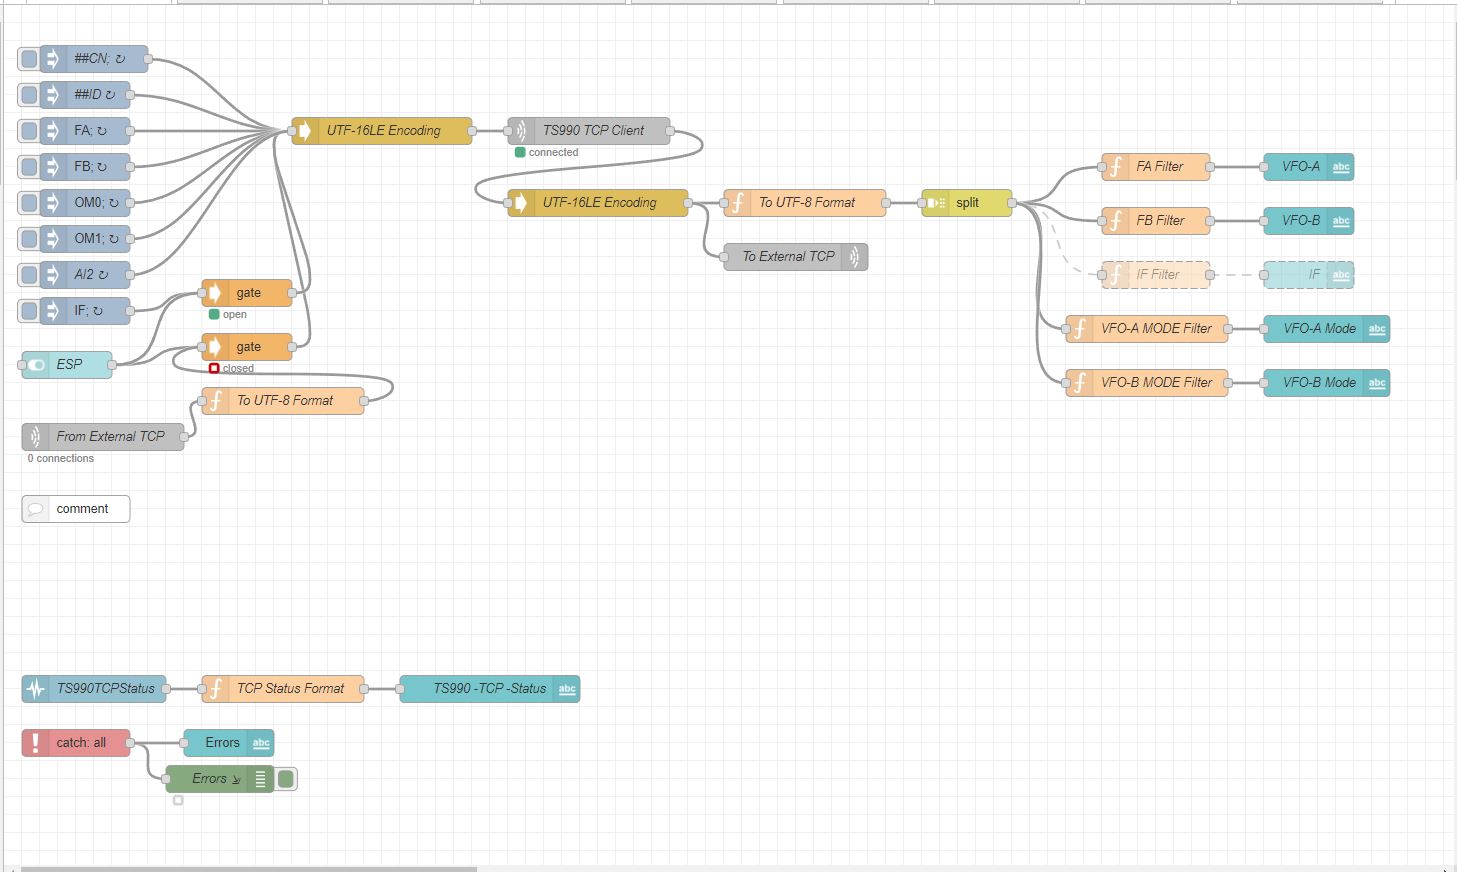 ##CN; ↻
##ID ↻
FA; ↻
FB; ↻
OM0; ↻
OM1; ↻
AI2 ↻
IF; ↻
ESP
From External TCP
0 connections
gate
open
gate
closed
To UTF-8 Format
UTF-16LE Encoding
TS990 TCP Client
connected
UTF-16LE Encoding
To UTF-8 Format
To External TCP
split
FA Filter
VFO-A
abc
FB Filter
VFO-B
abc
IF Filter
IF
abc
VFO-A MODE Filter
VFO-A Mode
abc
VFO-B MODE Filter
VFO-B Mode
abc
comment
TS990TCPStatus
TCP Status Format
TS990 -TCP -Status
abc
catch: all
Errors
abc
Errors ⇲